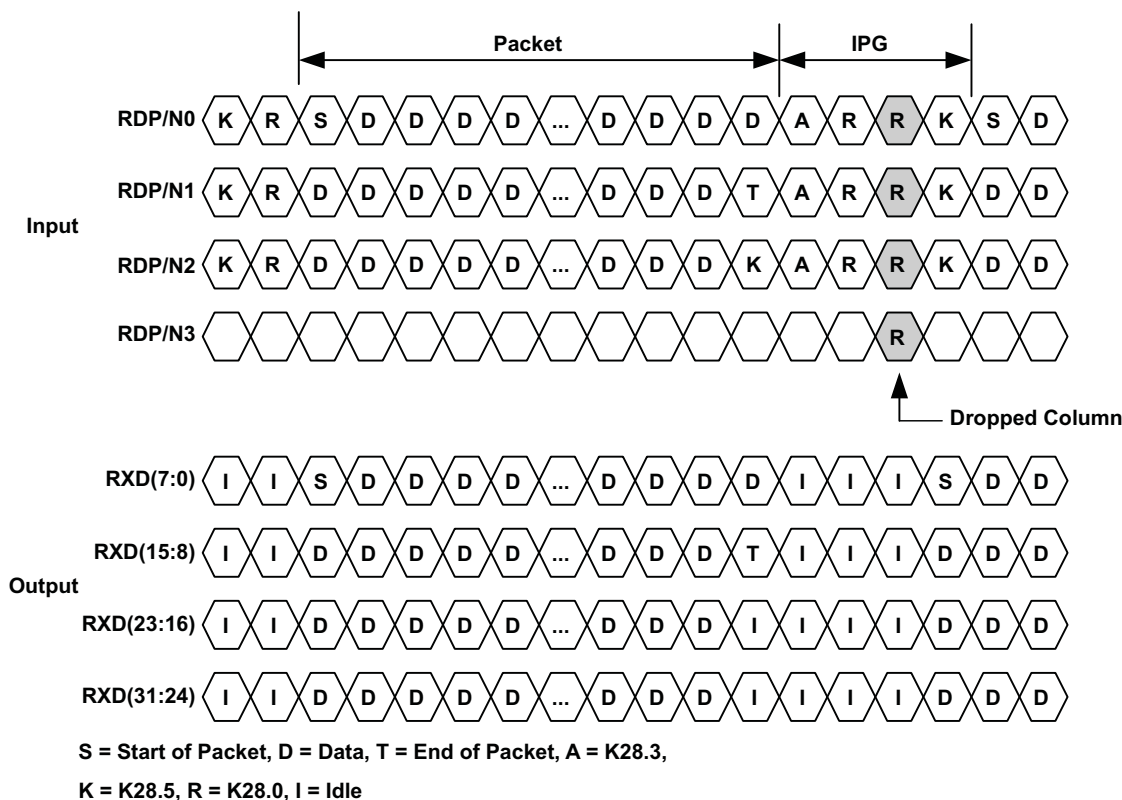 Packet IPG
RDP/N0 K R S D D D D ... D D D D A R R K S D
RDP/N1 K R D D D D D ... D D D T A R R K D D
Input
RDP/N2 K R D D D D D ... D D D K A R R K D D
RDP/N3 R
Dropped Column
RXD(7:0) I I S D D D D ... D D D D I I I S D D
RXD(15:8) I I D D D D D ... D D D T I I I D D D
Output
RXD(23:16) I I D D D D D ... D D D I I I I D D D
RXD(31:24) I I D D D D D ... D D D I I I I D D D
S = Start of Packet, D = Data, T = End of Packet, A = K28.3,
K = K28.5, R = K28.0, I = Idle